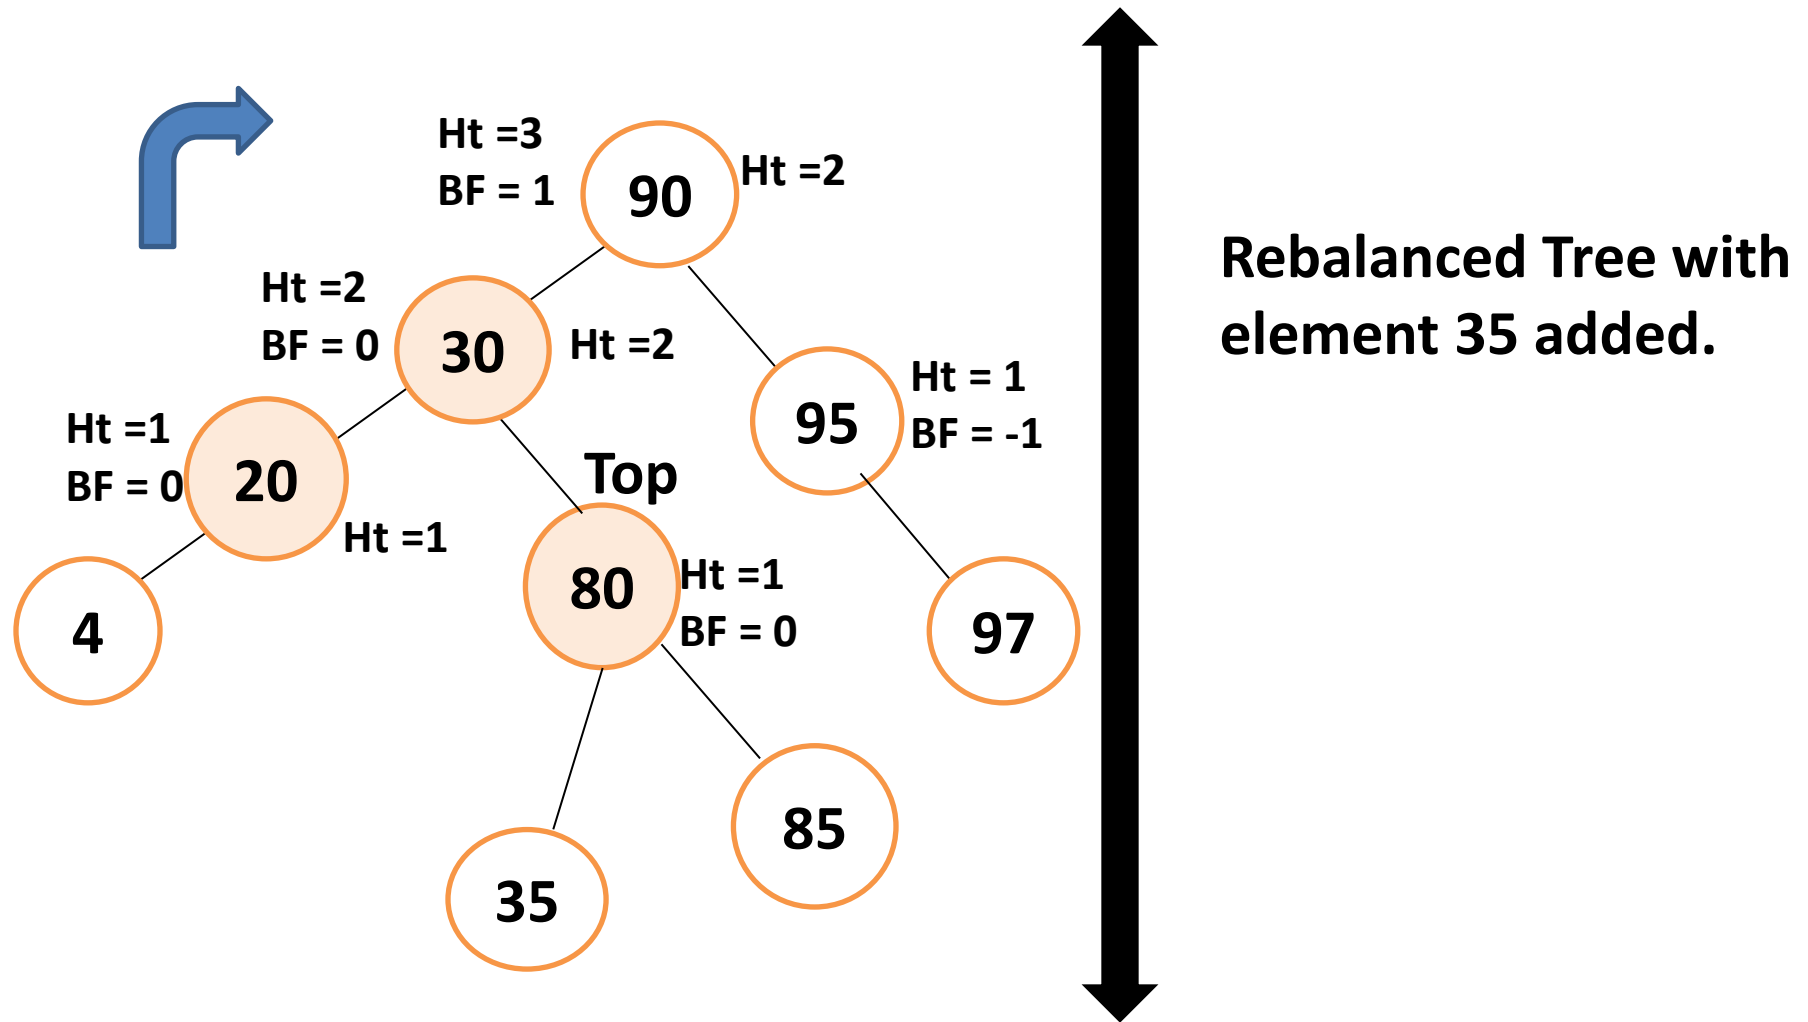 Ht =3
BF = 1
90
Ht =2
Rebalanced Tree with
element 35 added.
Ht =2
BF = 0
30
Ht =2
Ht = 1
BF = -1
95
Ht =1
BF = 0
20
Ht =1
Top
80
Ht =1
BF = 0
4
97
85
35